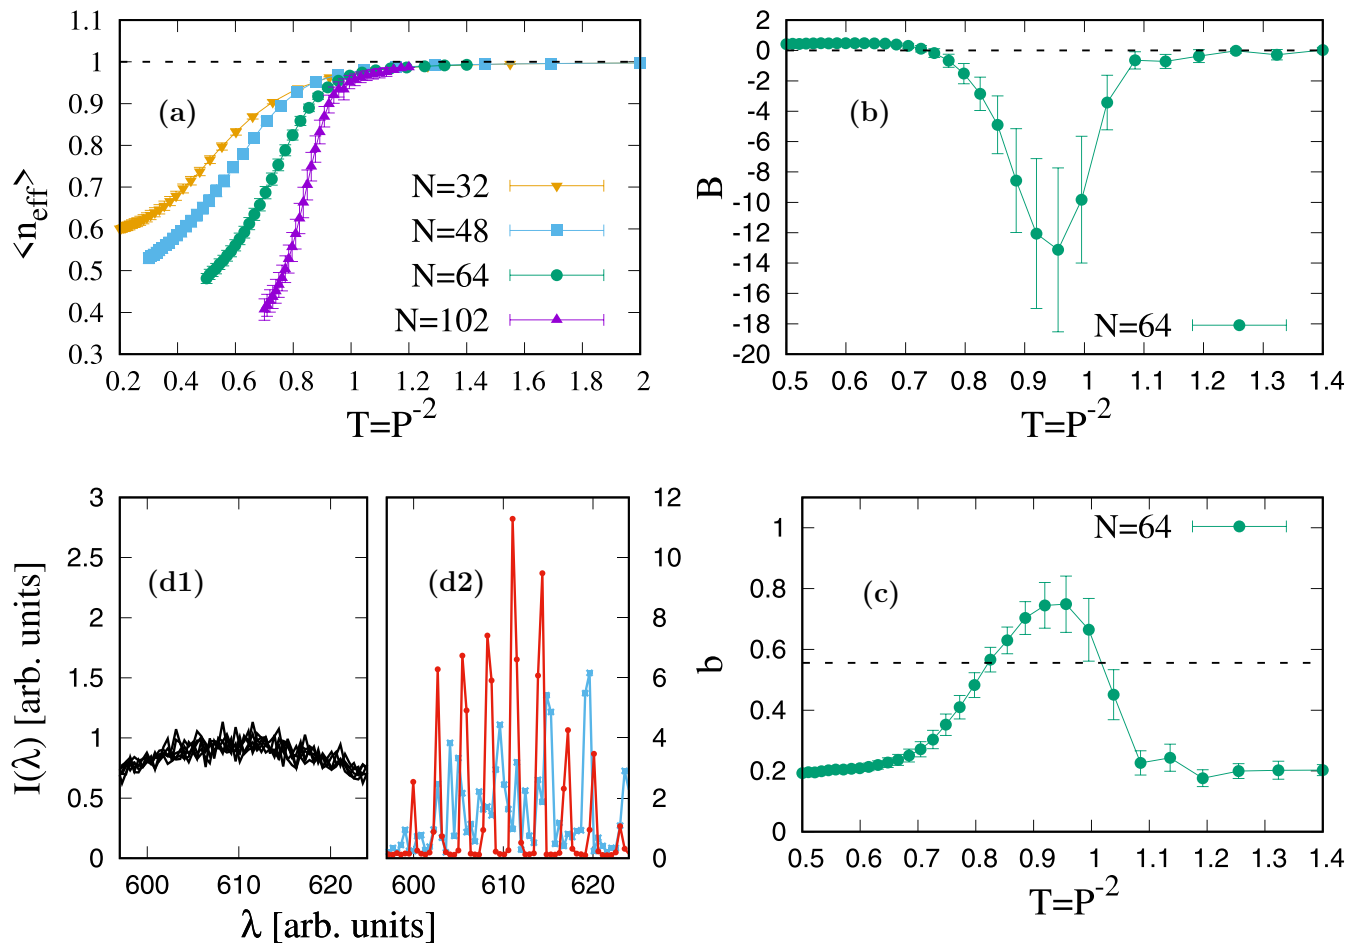 <n_eff>
1.1
1
0.9
0.8
0.7
0.6
0.5
0.4
0.3
(a)
N=32
N=48
N=64
N=102
0.2 0.4 0.6 0.8 1 1.2 1.4 1.6 1.8 2
T=P^-2
B
2
0
-2
-4
-6
-8
-10
-12
-14
-16
-18
-20
(b)
N=64
0.5 0.6 0.7 0.8 0.9 1 1.1 1.2 1.3 1.4
T=P^-2
I(λ) [arb. units]
3
2.5
2
1.5
1
0.5
0
(d1)
600 610 620
(d2)
12
10
8
6
4
2
0
600 610 620
λ [arb. units]
b
1
0.8
0.6
0.4
0.2
0
N=64
(c)
0.5 0.6 0.7 0.8 0.9 1 1.1 1.2 1.3 1.4
T=P^-2